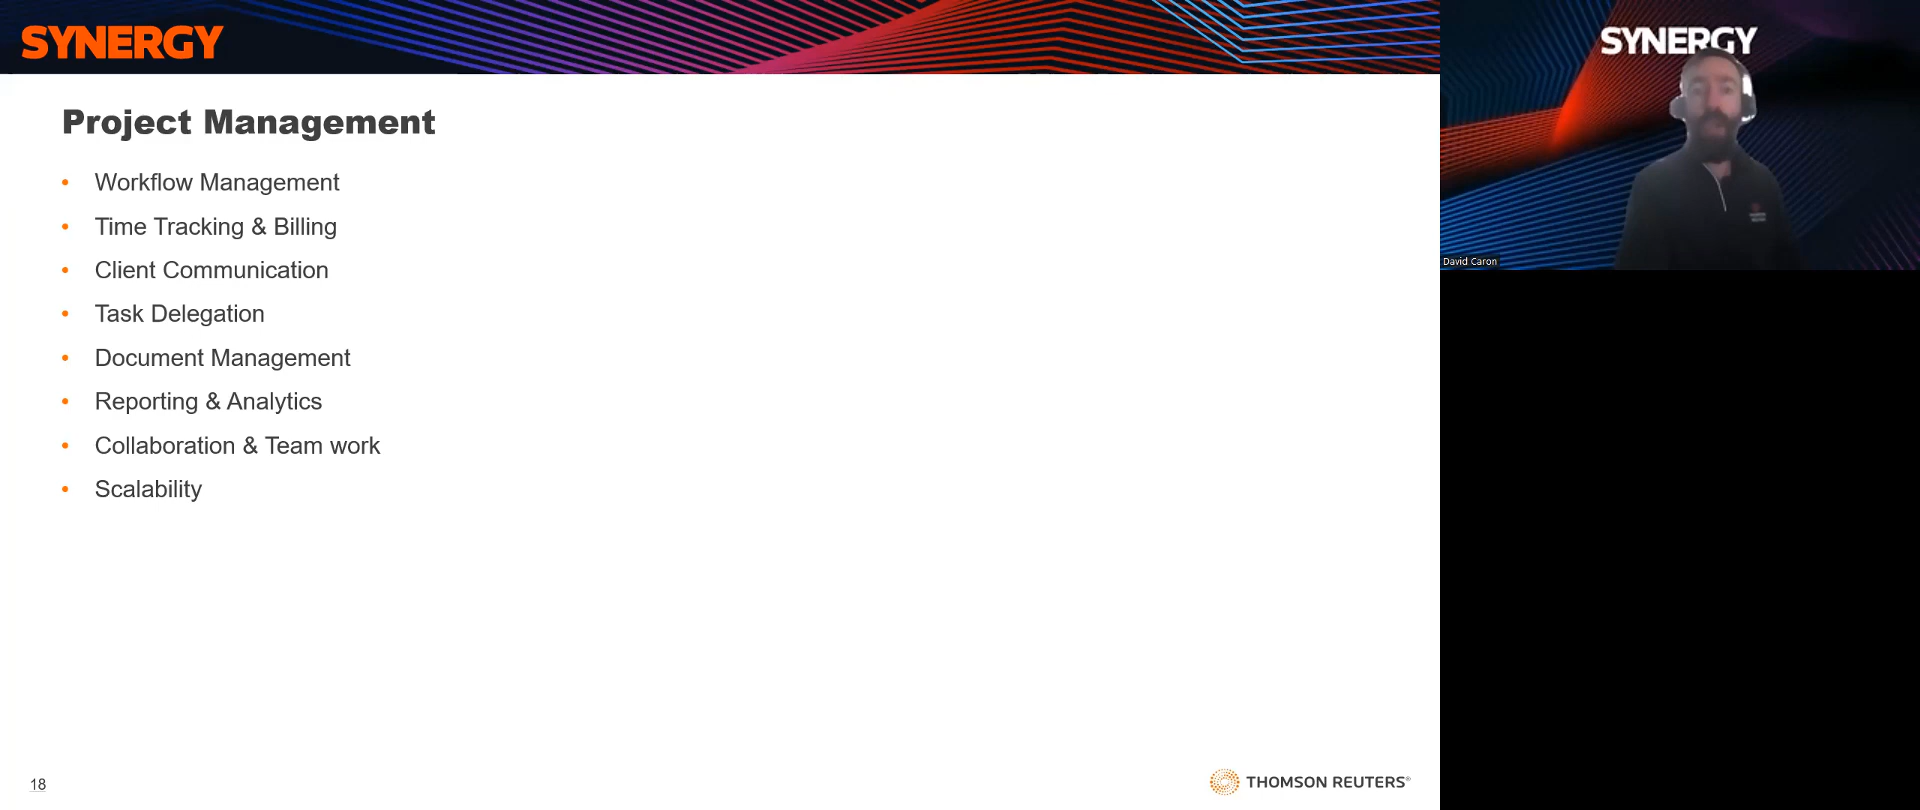 SYNERGY
Project Management
• Workflow Management
• Time Tracking & Billing
• Client Communication
• Task Delegation
• Document Management
• Reporting & Analytics
• Collaboration & Team work
• Scalability
18
THOMSON REUTERS®
SYNERGY
David Caron